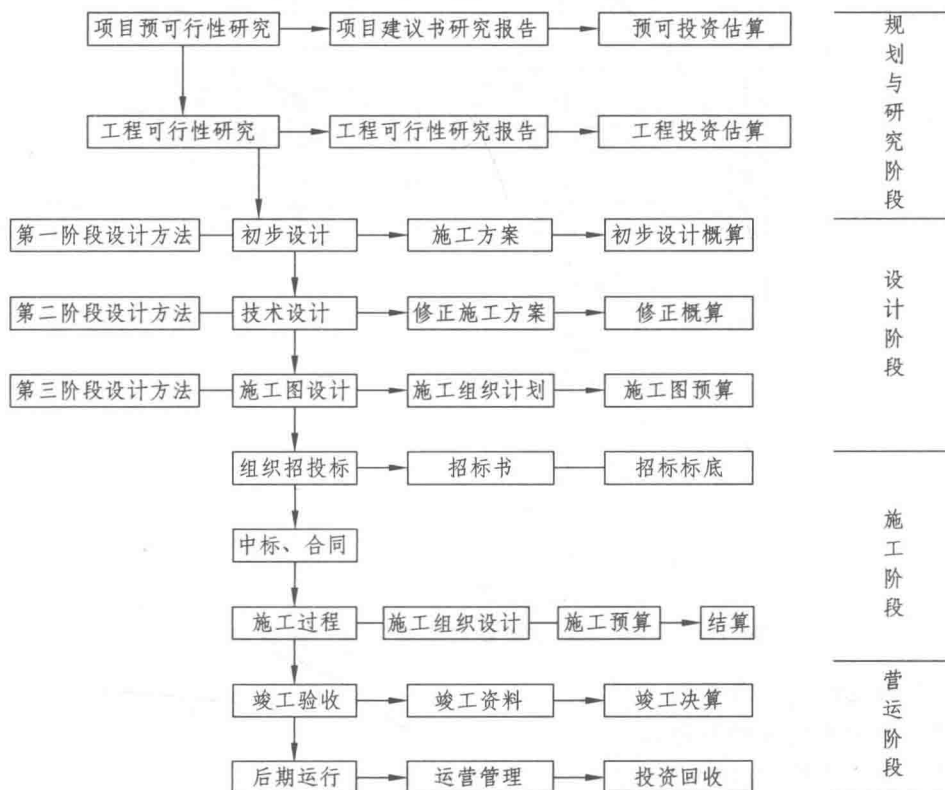 项目预可行性研究 项目建议书研究报告 预可投资估算
工程可行性研究 工程可行性研究报告 工程投资估算
规划与研究阶段
第一阶段设计方法 初步设计 施工方案 初步设计概算
第二阶段设计方法 技术设计 修正施工方案 修正概算
第三阶段设计方法 施工图设计 施工组织计划 施工图预算
设计阶段
组织招投标 招标书 招标标底
中标、合同
施工过程 施工组织设计 施工预算 结算
施工阶段
竣工验收 竣工资料 竣工决算
后期运行 运营管理 投资回收
营运阶段